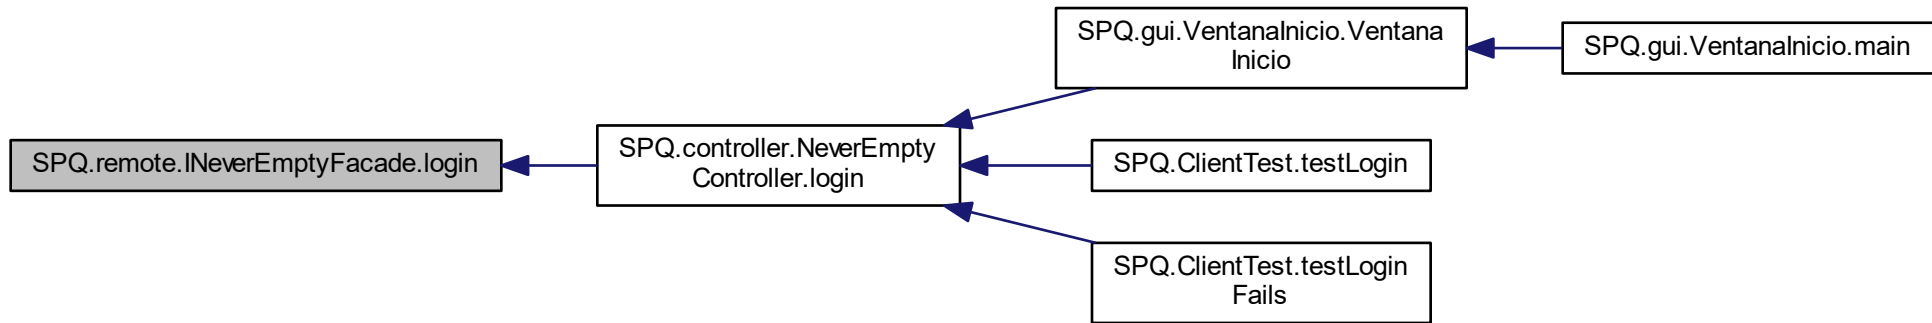 SPQ.remote.INeverEmptyFacade.login
SPQ.controller.NeverEmpty
Controller.login
SPQ.gui.VentanaInicio.Ventana
Inicio
SPQ.gui.VentanaInicio.main
SPQ.ClientTest.testLogin
SPQ.ClientTest.testLogin
Fails